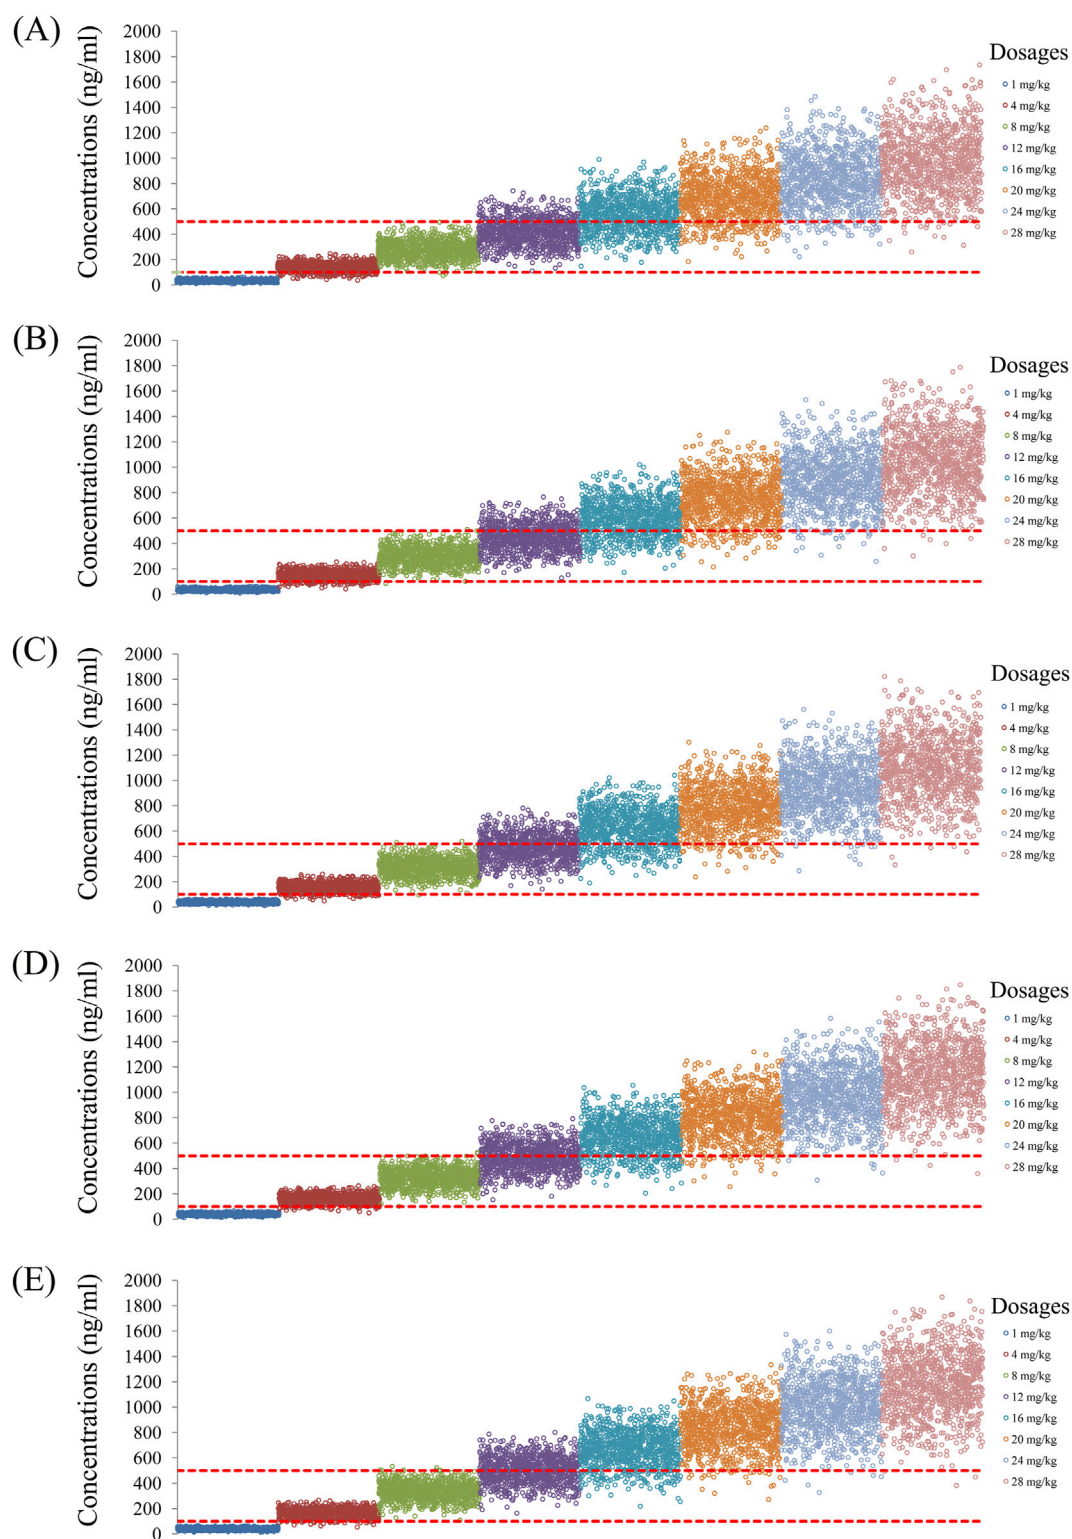 (A)
Concentrations (ng/ml)
2000
1800
1600
1400
1200
1000
800
600
400
200
0
Dosages
1 mg/kg
4 mg/kg
8 mg/kg
12 mg/kg
16 mg/kg
20 mg/kg
24 mg/kg
28 mg/kg
(B)
Concentrations (ng/ml)
2000
1800
1600
1400
1200
1000
800
600
400
200
0
Dosages
1 mg/kg
4 mg/kg
8 mg/kg
12 mg/kg
16 mg/kg
20 mg/kg
24 mg/kg
28 mg/kg
(C)
Concentrations (ng/ml)
2000
1800
1600
1400
1200
1000
800
600
400
200
0
Dosages
1 mg/kg
4 mg/kg
8 mg/kg
12 mg/kg
16 mg/kg
20 mg/kg
24 mg/kg
28 mg/kg
(D)
Concentrations (ng/ml)
2000
1800
1600
1400
1200
1000
800
600
400
200
0
Dosages
1 mg/kg
4 mg/kg
8 mg/kg
12 mg/kg
16 mg/kg
20 mg/kg
24 mg/kg
28 mg/kg
(E)
Concentrations (ng/ml)
2000
1800
1600
1400
1200
1000
800
600
400
200
0
Dosages
1 mg/kg
4 mg/kg
8 mg/kg
12 mg/kg
16 mg/kg
20 mg/kg
24 mg/kg
28 mg/kg